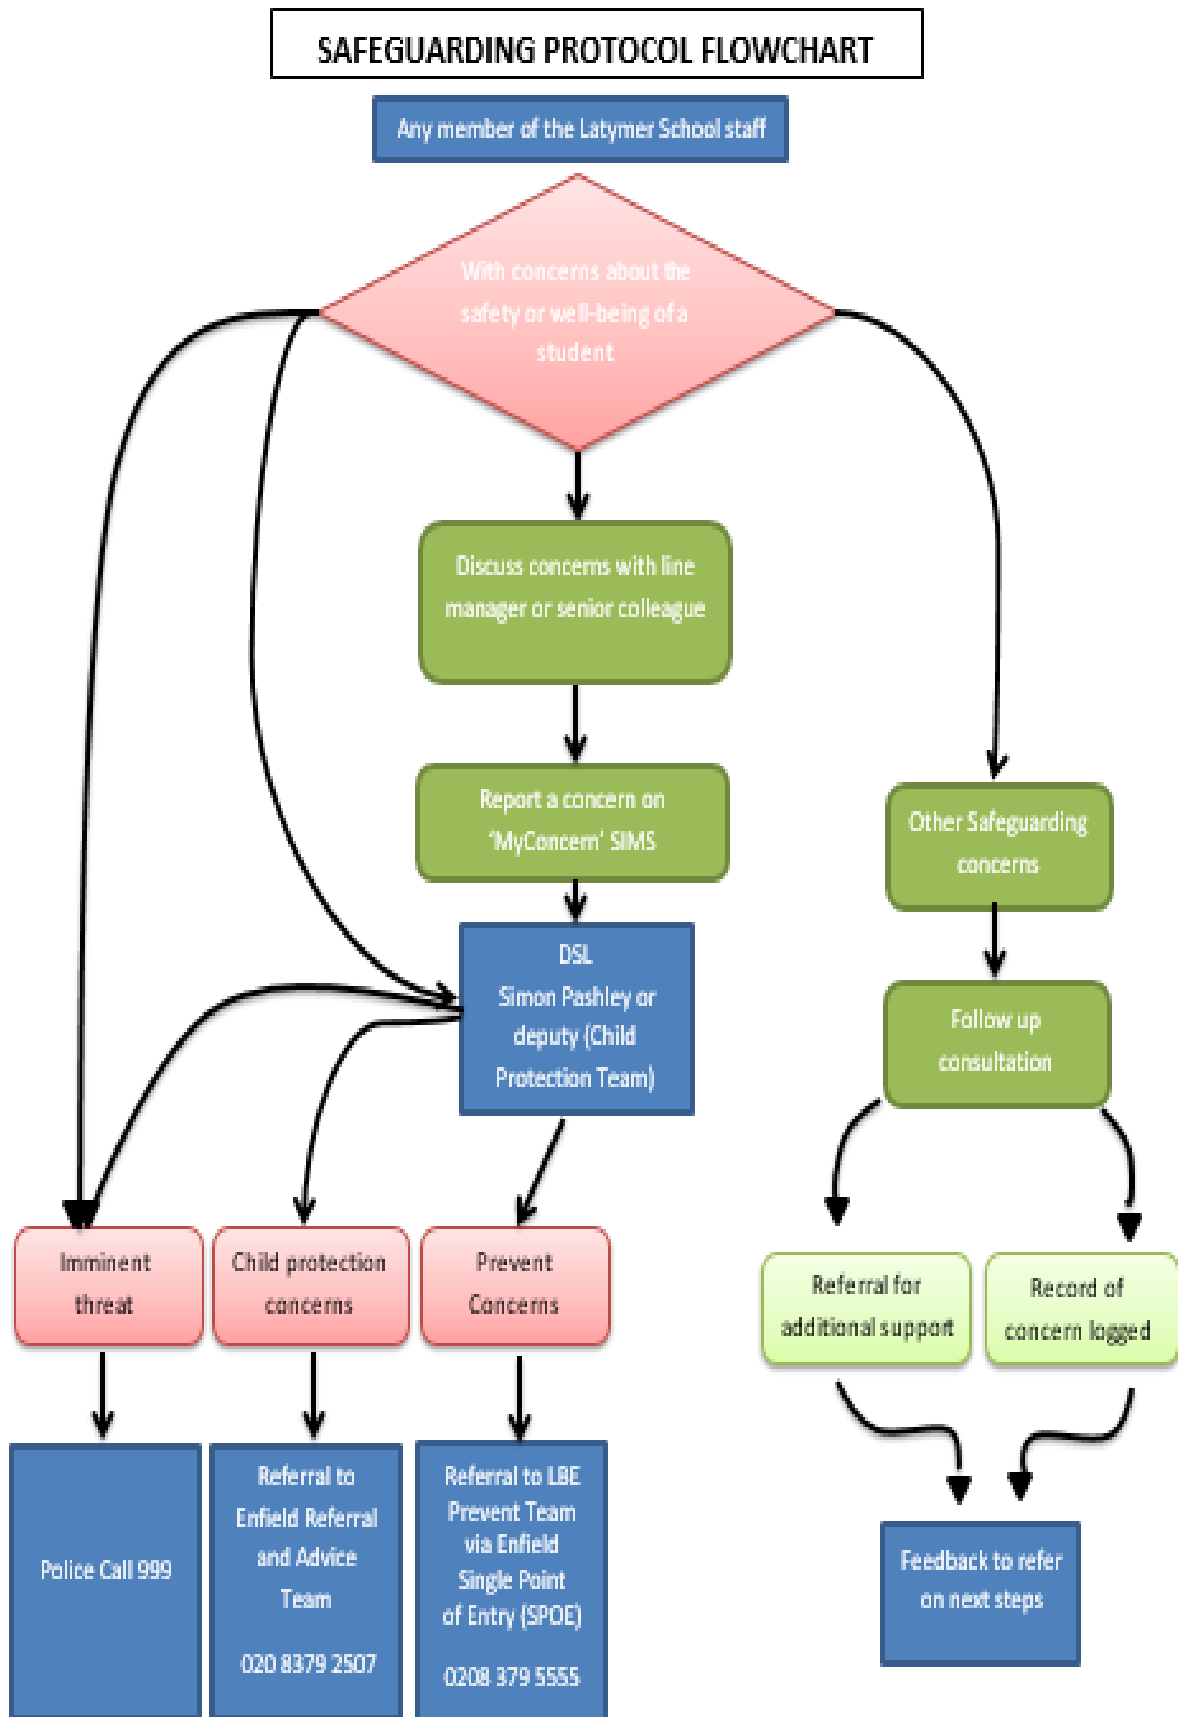 SAFEGUARDING PROTOCOL FLOWCHART
Any member of the Latymer School staff
With concerns about the
safety or well-being of a
student
Discuss concerns with line
manager or senior colleague
Report a concern on
'MyConcern' SIMS
Other Safeguarding
concerns
DSL
Simon Pashley or
deputy (Child
Protection Team)
Follow up
consultation
Imminent
threat
Child protection
concerns
Prevent
Concerns
Referral for
additional support
Record of
concern logged
Police Call 999
Referral to
Enfield Referral
and Advice
Team
020 8379 2507
Referral to LBE
Prevent Team
via Enfield
Single Point
of Entry (SPOE)
0208 379 5555
Feedback to refer
on next steps